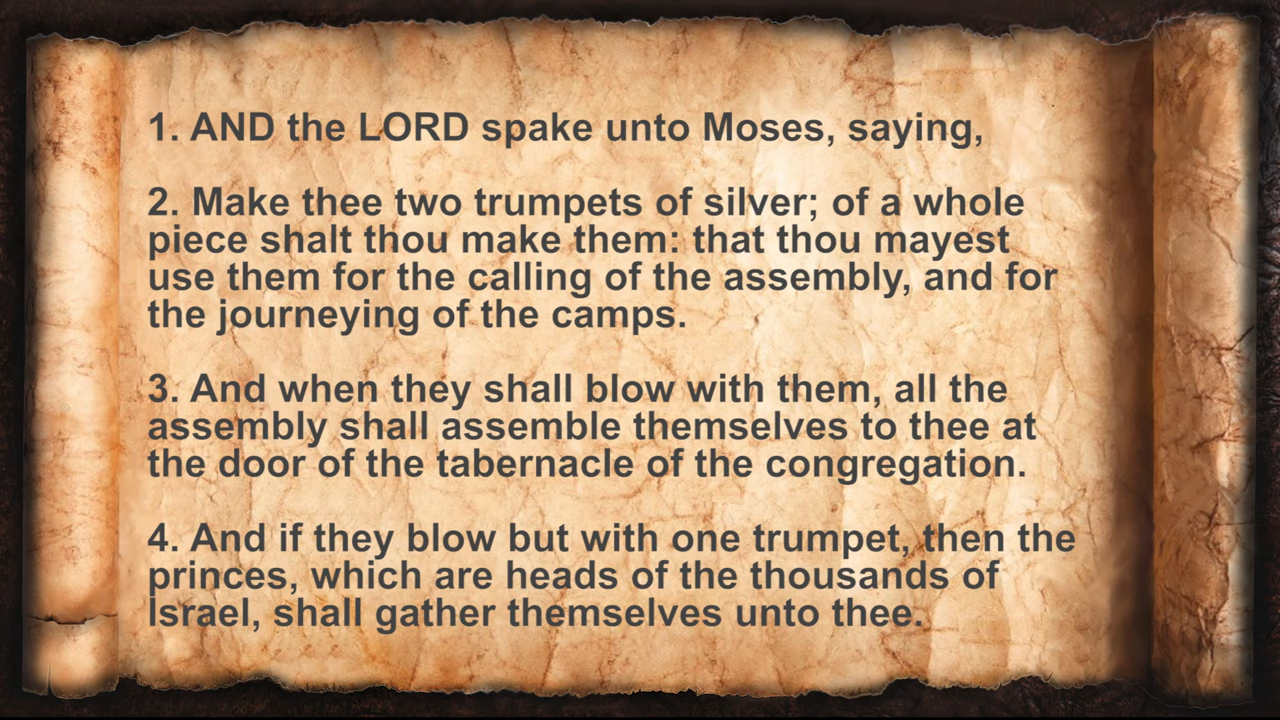 1. AND the LORD spake unto Moses, saying,
2. Make thee two trumpets of silver; of a whole
piece shalt thou make them: that thou mayest
use them for the calling of the assembly, and for
the journeying of the camps.
3. And when they shall blow with them, all the
assembly shall assemble themselves to thee at
the door of the tabernacle of the congregation.
4. And if they blow but with one trumpet, then the
princes, which are heads of the thousands of
Israel, shall gather themselves unto thee.